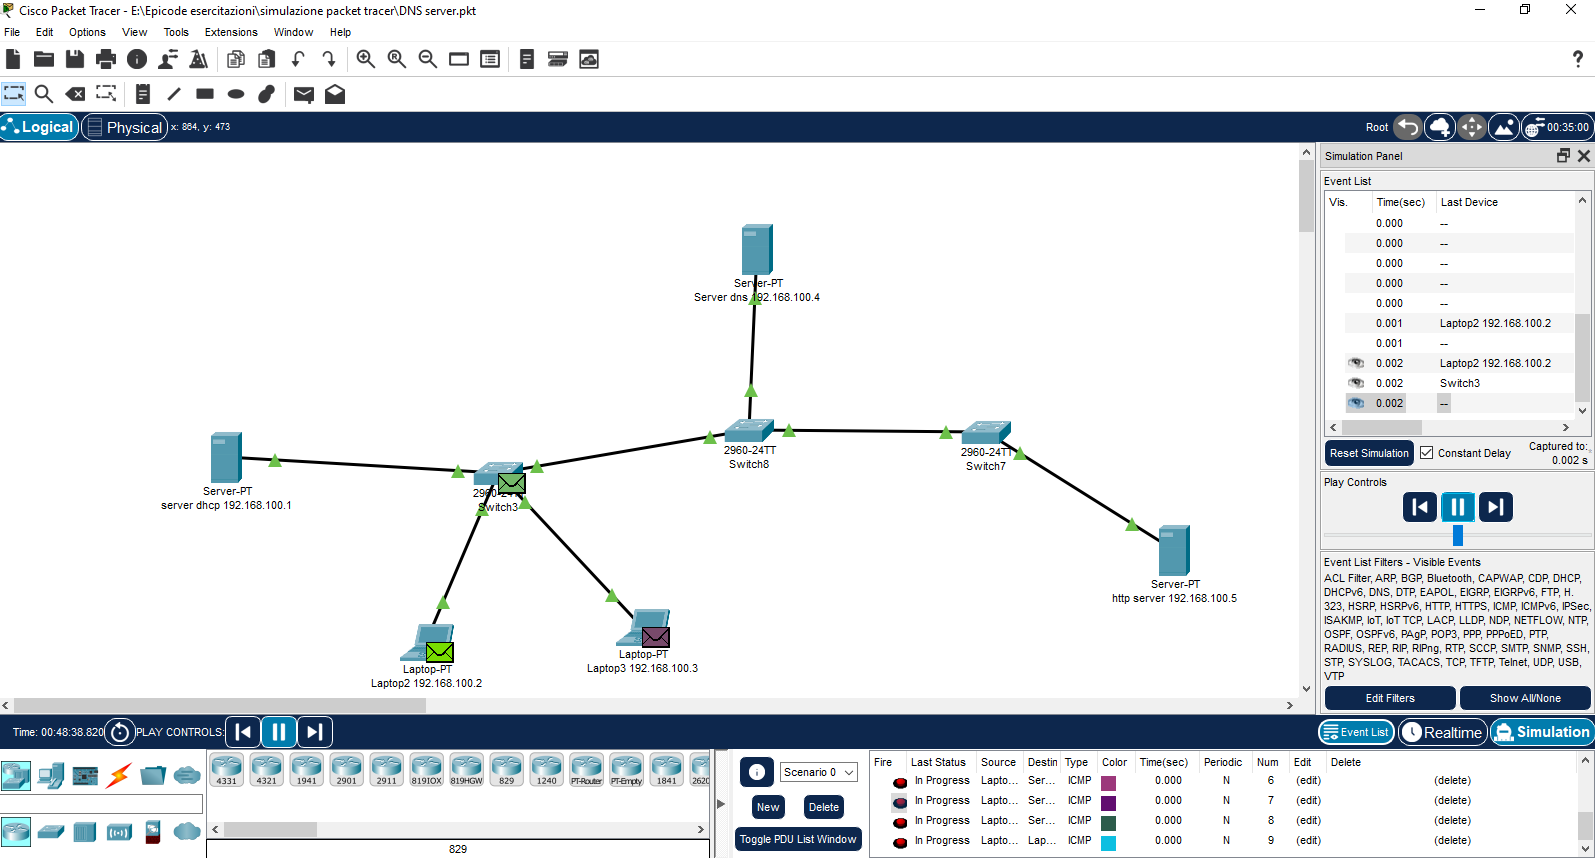 Cisco Packet Tracer - E:\Epicode esercitazioni\simulazione packet tracer\DNS server.pkt
File Edit Options View Tools Extensions Window Help
Logical Physical x: 864, y: 473 Root 00:35:00
Simulation Panel
Event List
Vis. Time(sec) Last Device
0.000 --
0.000 --
0.000 --
0.000 --
0.000 --
0.001 Laptop2 192.168.100.2
0.001 --
0.002 Laptop2 192.168.100.2
0.002 Switch3
0.002 --
Reset Simulation Constant Delay Captured to:
0.002 s
Play Controls
Event List Filters - Visible Events
ACL Filter, ARP, BGP, Bluetooth, CAPWAP, CDP, DHCP,
DHCPv6, DNS, DTP, EAPOL, EIGRP, EIGRPv6, FTP, H.
323, HSRP, HSRPv6, HTTP, HTTPS, ICMP, ICMPv6, IPSec,
ISAKMP, IoT, IoT TCP, LACP, LLDP, NDP, NETFLOW, NTP,
OSPF, OSPFv6, PAgP, POP3, PPP, PPPoED, PTP,
RADIUS, REP, RIP, RIPng, RTP, SCCP, SMTP, SNMP, SSH,
STP, SYSLOG, TACACS, TCP, TFTP, Telnet, UDP, USB,
VTP
Edit Filters Show All/None
Server-PT
Server dns 192.168.100.4
2960-24TT
Switch8
2960-24TT
Switch7
Server-PT
server dhcp 192.168.100.1
2960-24TT
Switch3
Server-PT
http server 192.168.100.5
Laptop-PT
Laptop2 192.168.100.2
Laptop-PT
Laptop3 192.168.100.3
Time: 00:48:38.820 PLAY CONTROLS: Event List Realtime Simulation
4331 4321 1941 2901 2911 819IOX 819HGW 829 1240 PT-Router PT-Empty 1841 2620
829
Scenario 0
New Delete
Toggle PDU List Window
Fire Last Status Source Destin Type Color Time(sec) Periodic Num Edit Delete
In Progress Lapto... Ser... ICMP 0.000 N 6 (edit) (delete)
In Progress Lapto... Ser... ICMP 0.000 N 7 (edit) (delete)
In Progress Lapto... Ser... ICMP 0.000 N 8 (edit) (delete)
In Progress Lapto... Lap... ICMP 0.000 N 9 (edit) (delete)